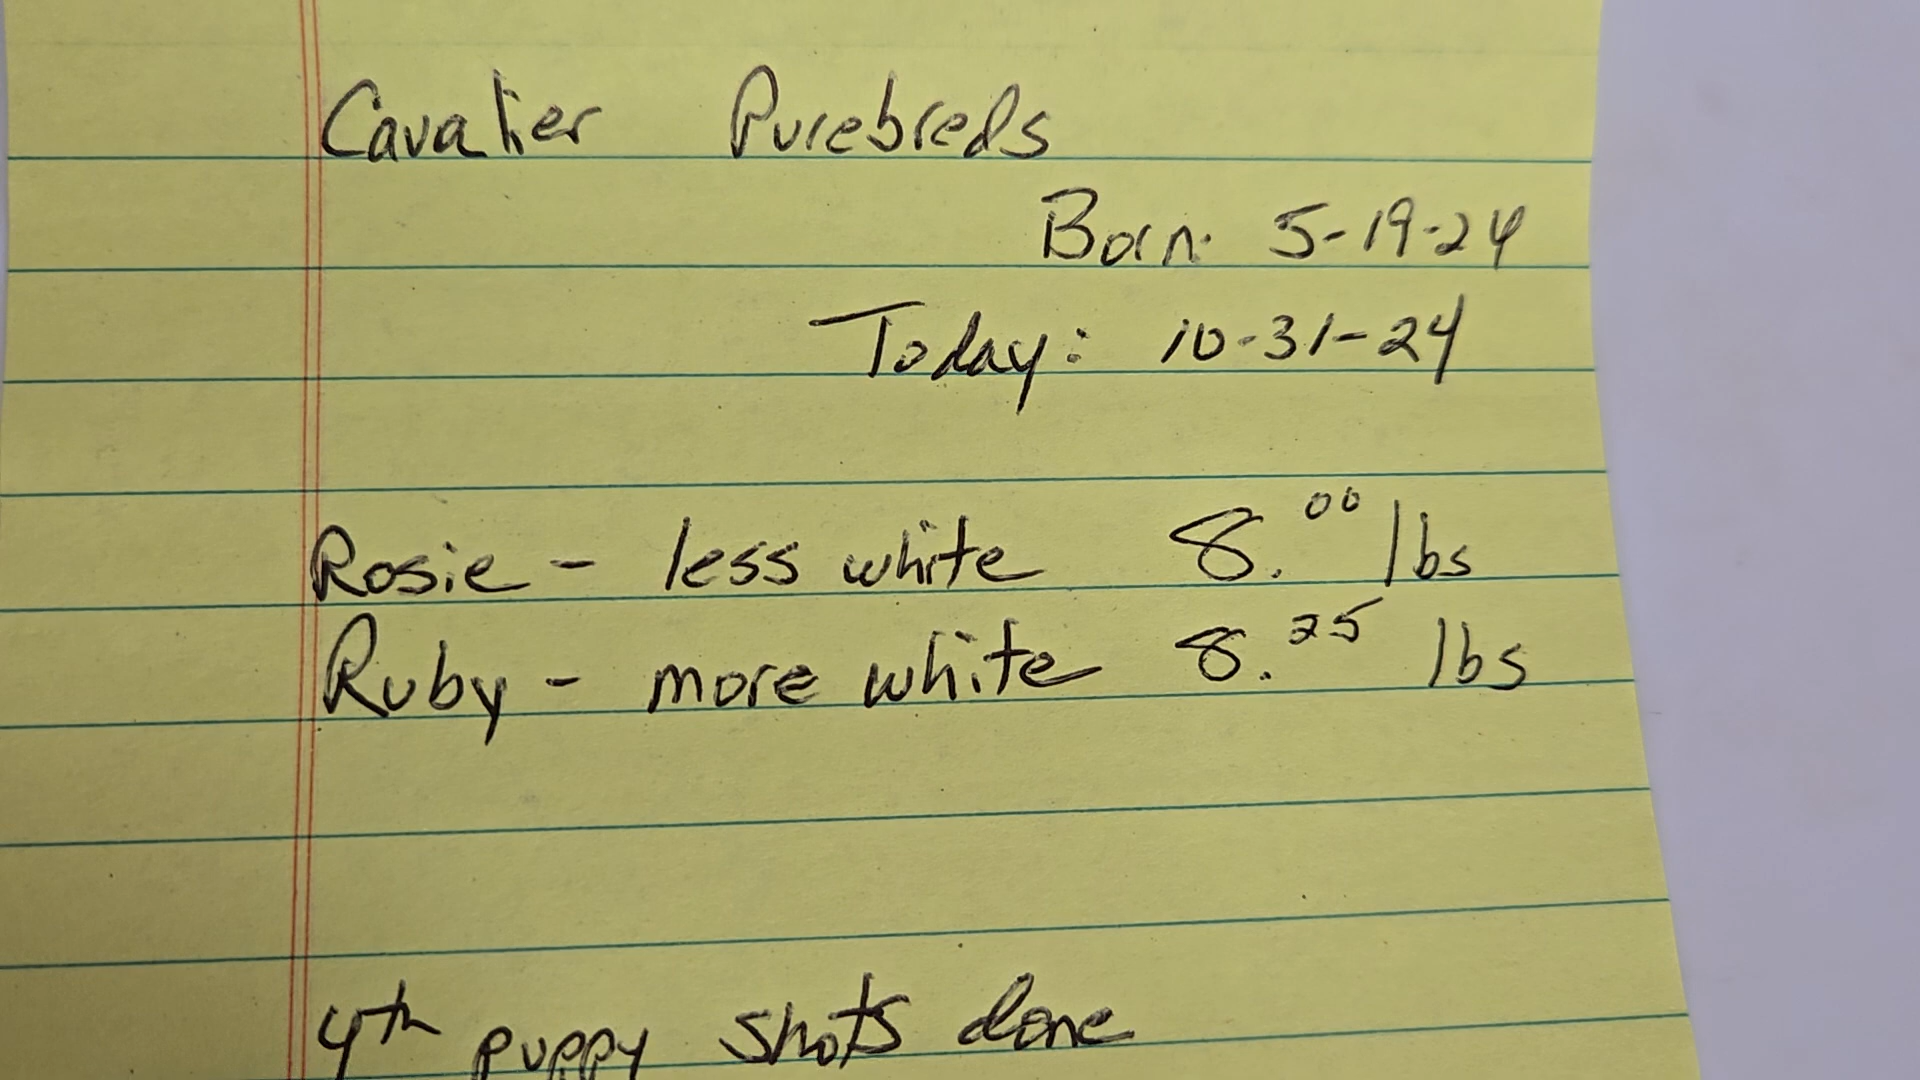 Cavalier Purebreds
Born: 5-19-24
Today: 10-31-24
Rosie - less white 8.00 lbs
Ruby - more white 8.25 lbs
4th puppy shots done